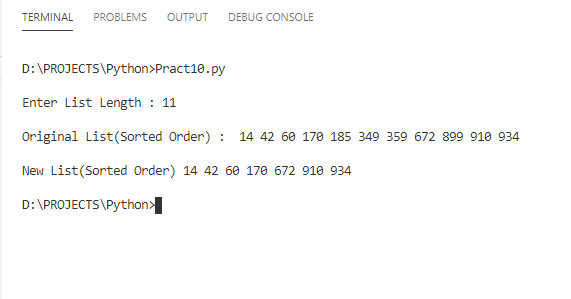 TERMINAL PROBLEMS OUTPUT DEBUG CONSOLE
D:\PROJECTS\Python>Pract10.py
Enter List Length : 11
Original List(Sorted Order) :  14 42 60 170 185 349 359 672 899 910 934
New List(Sorted Order) 14 42 60 170 672 910 934
D:\PROJECTS\Python>